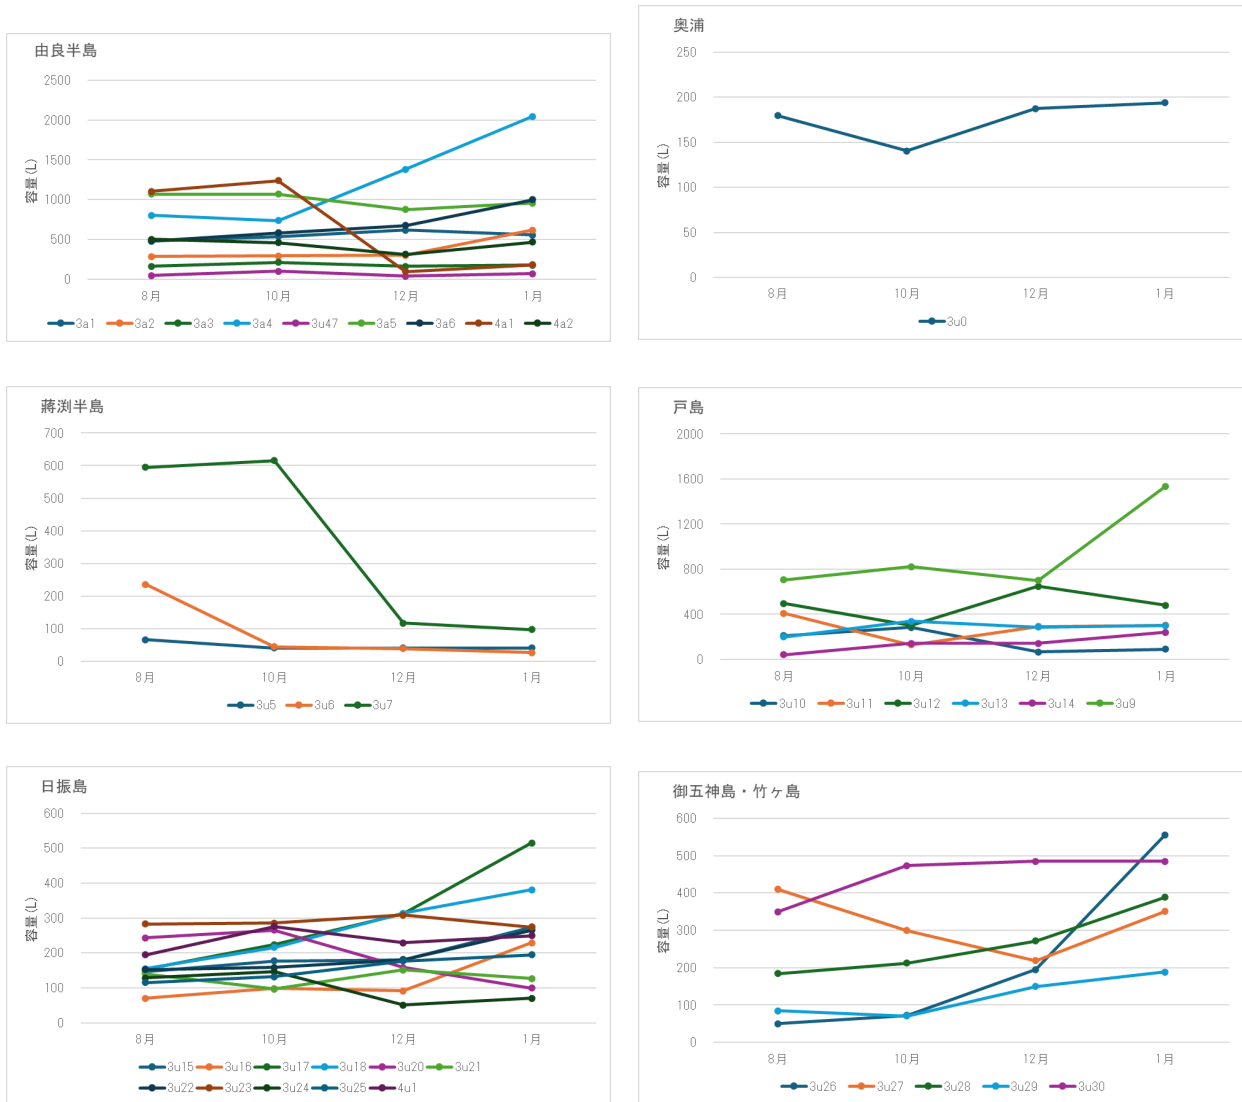 由良半島
容量(L)
2500
2000
1500
1000
500
0
8月 10月 12月 1月
3a1 3a2 3a3 3a4 3u47 3a5 3a6 4a1 4a2
奥浦
容量(L)
250
200
150
100
50
0
8月 10月 12月 1月
3u0
蒋渕半島
容量(L)
700
600
500
400
300
200
100
0
8月 10月 12月 1月
3u5 3u6 3u7
戸島
容量(L)
2000
1600
1200
800
400
0
8月 10月 12月 1月
3u10 3u11 3u12 3u13 3u14 3u9
日振島
容量(L)
600
500
400
300
200
100
0
8月 10月 12月 1月
3u15 3u16 3u17 3u18 3u20 3u21
3u22 3u23 3u24 3u25 4u1
御五神島・竹ヶ島
容量(L)
600
500
400
300
200
100
0
8月 10月 12月 1月
3u26 3u27 3u28 3u29 3u30